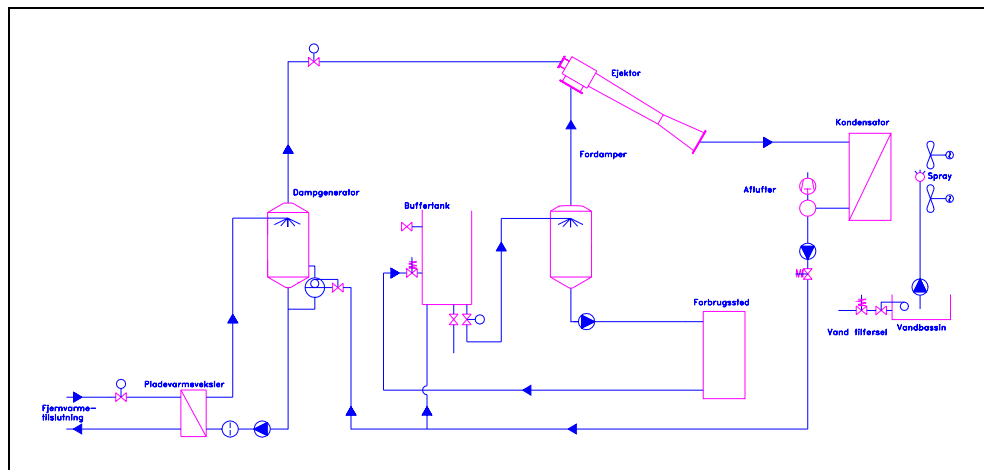 Ejektor
Kondensator
Fordamper
Spray
Aflufter
Dampgenerator
Buffertank
Forbrugssted
Vand tilførsel
Vandbassin
Pladevarmeveksler
Fjernvarme-
tilslutning